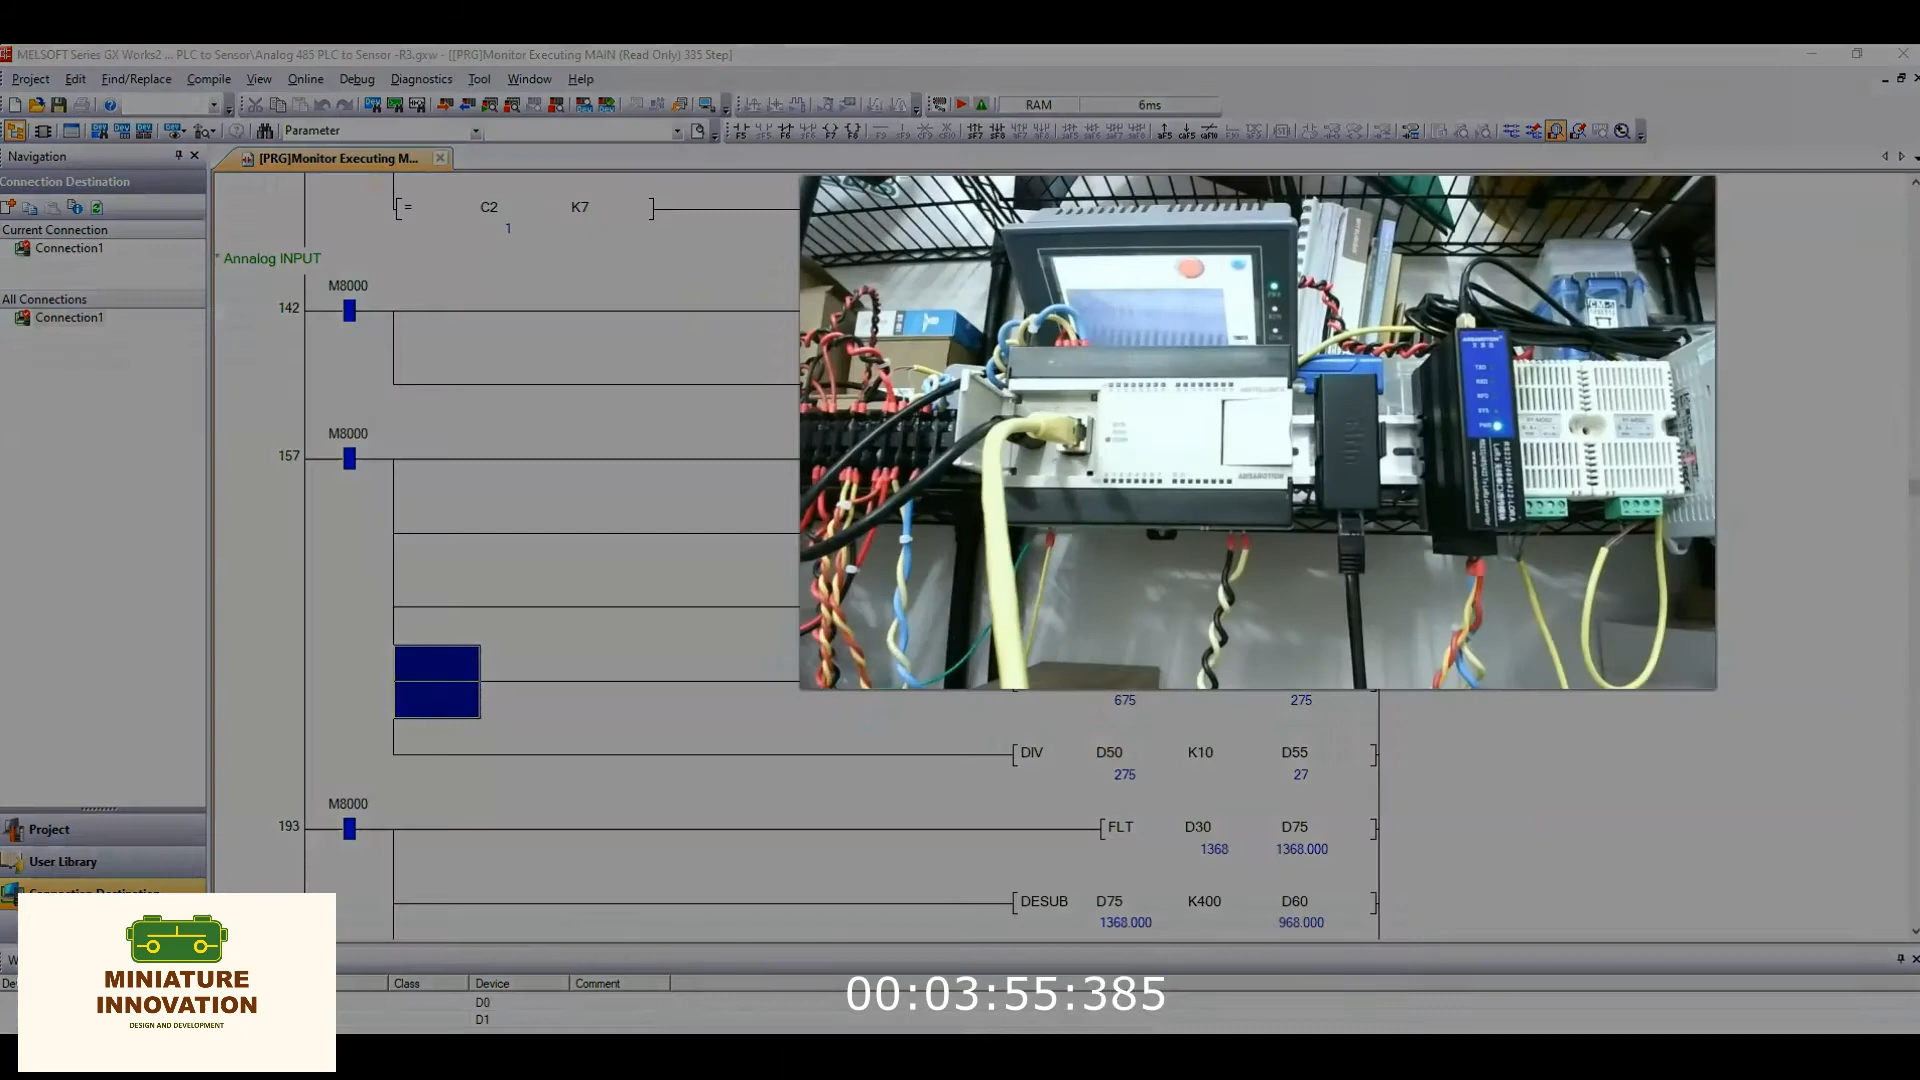 MELSOFT Series GX Works2 ... PLC to Sensor\Analog 485 PLC to Sensor -R3.gxw - [[PRG]Monitor Executing MAIN (Read Only) 335 Step]
Project Edit Find/Replace Compile View Online Debug Diagnostics Tool Window Help
RAM 6ms
Parameter
Navigation
[PRG]Monitor Executing M...
Connection Destination
Current Connection
Connection1
All Connections
Connection1
Project
User Library
Connection Destination
= C2 K7
1
* Annalog INPUT
M8000
142
M8000
157
675 275
DIV D50 K10 D55
275 27
M8000
193
FLT D30 D75
1368 1368.000
DESUB D75 K400 D60
1368.000 968.000
Class Device Comment
D0
D1
00:03:55:385
MINIATURE
INNOVATION
DESIGN AND DEVELOPMENT